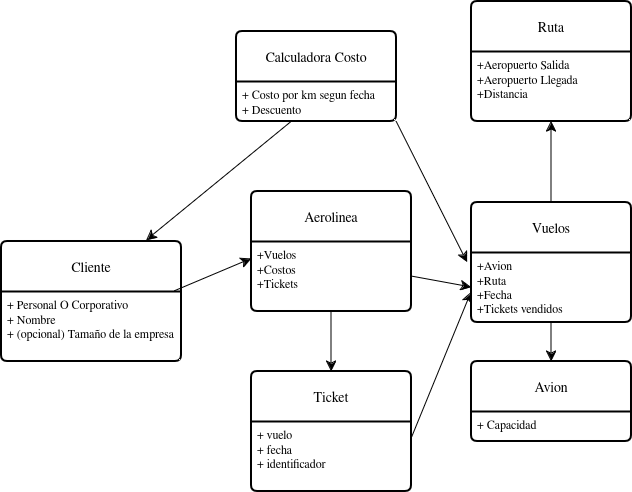 Calculadora Costo
+ Costo por km segun fecha
+ Descuento
Ruta
+Aeropuerto Salida
+Aeropuerto Llegada
+Distancia
Cliente
+ Personal O Corporativo
+ Nombre
+ (opcional) Tamaño de la empresa
Aerolinea
+Vuelos
+Costos
+Tickets
Vuelos
+Avion
+Ruta
+Fecha
+Tickets vendidos
Ticket
+ vuelo
+ fecha
+ identificador
Avion
+ Capacidad